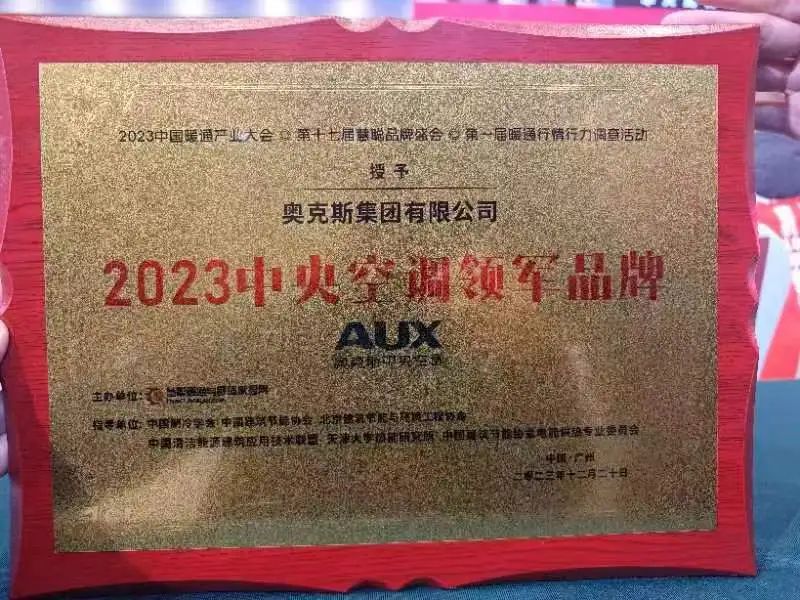 2023中国暖通产业大会 第十七届慧聪品牌盛会 第一届暖通行情行力调查活动
授予
奥克斯集团有限公司
2023中央空调领军品牌
AUX
奥克斯中央空调
主办单位:
指导单位: 中国制冷学会 中国建筑节能协会 北京建筑节能与环境工程协会
中国清洁能源建筑应用技术联盟 天津大学 中国建筑节能协会 专业委员会
中国·广州
二零二三年十二月二十日